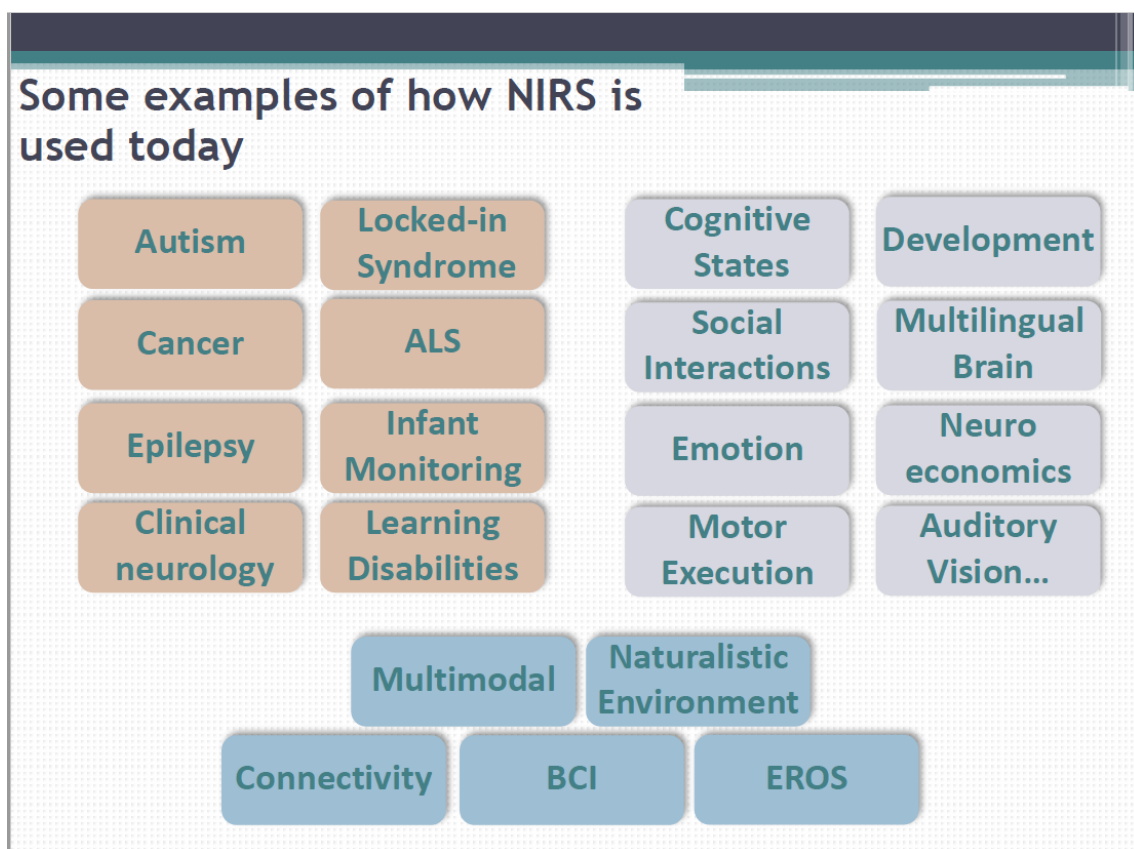 Some examples of how NIRS is
used today
Autism
Locked-in
Syndrome
Cancer
ALS
Epilepsy
Infant
Monitoring
Clinical
neurology
Learning
Disabilities
Cognitive
States
Development
Social
Interactions
Multilingual
Brain
Emotion
Neuro
economics
Motor
Execution
Auditory
Vision...
Multimodal
Naturalistic
Environment
Connectivity
BCI
EROS